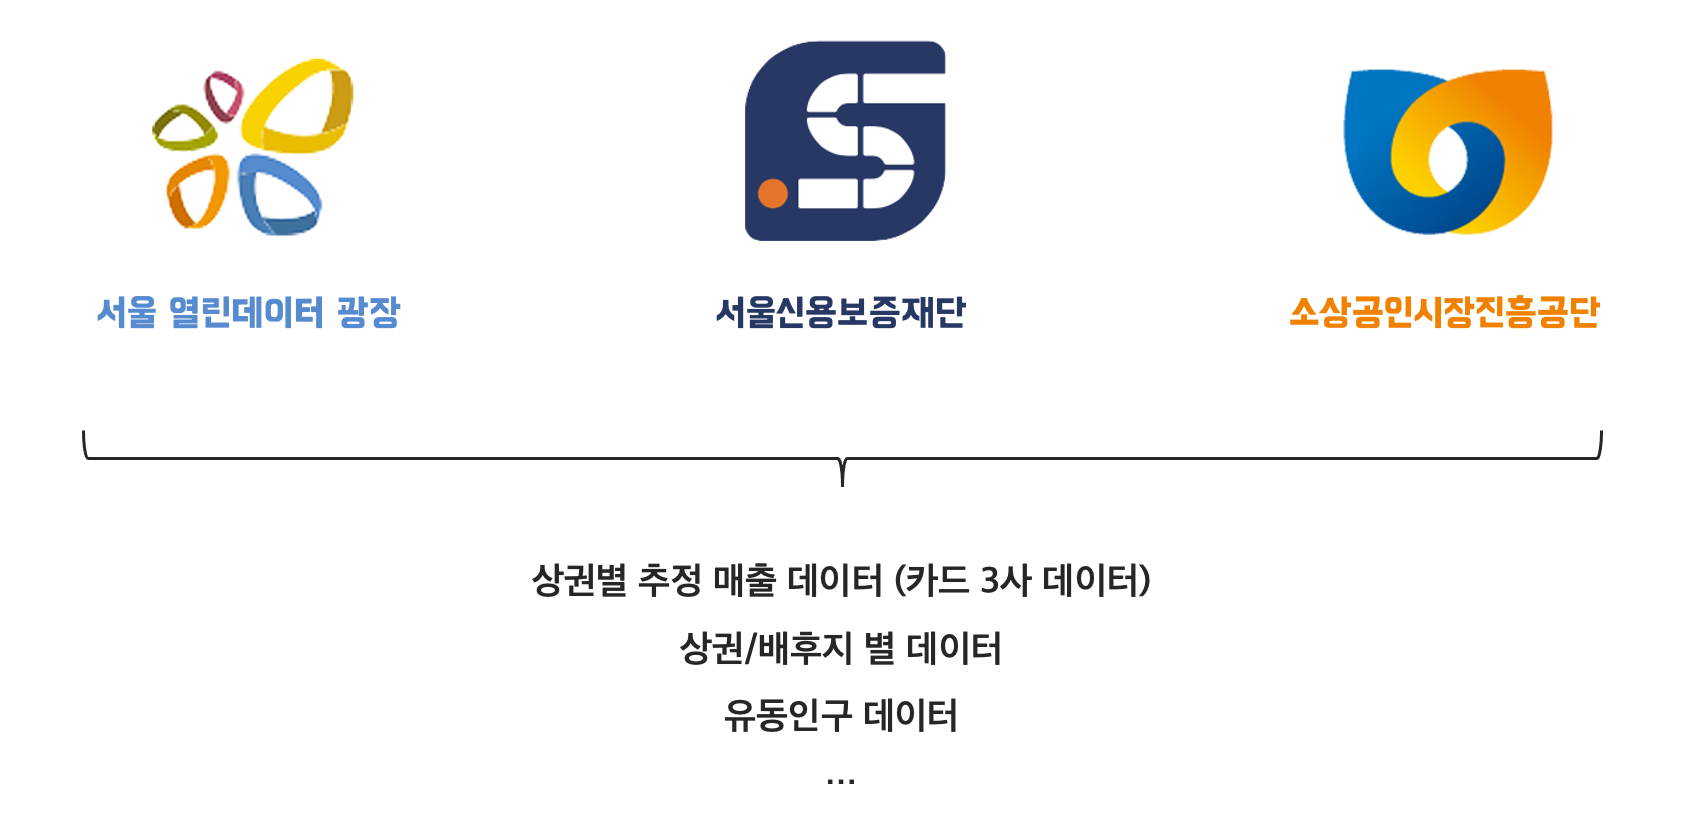 서울 열린데이터 광장
서울신용보증재단
소상공인시장진흥공단
상권별 추정 매출 데이터 (카드 3사 데이터)
상권/배후지 별 데이터
유동인구 데이터
...